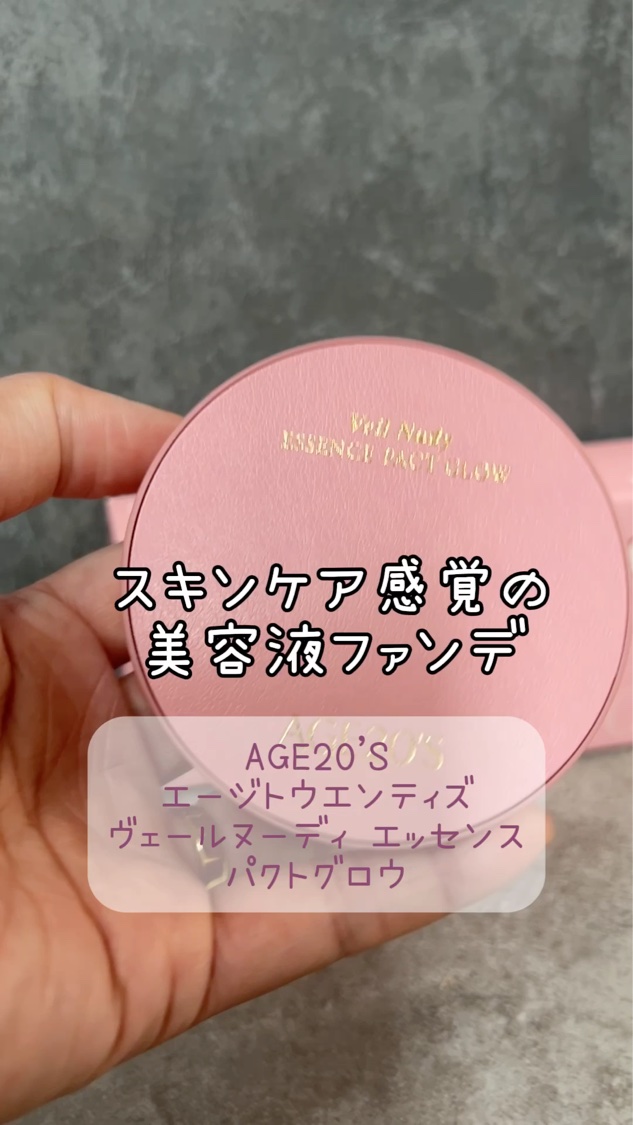 Veil Nudy
ESSENCE PACT GLOW
スキンケア感覚の
美容液ファンデ
AGE20'S
AGE20'S
エージトウエンティズ
ヴェールヌーディ エッセンス
パクトグロウ